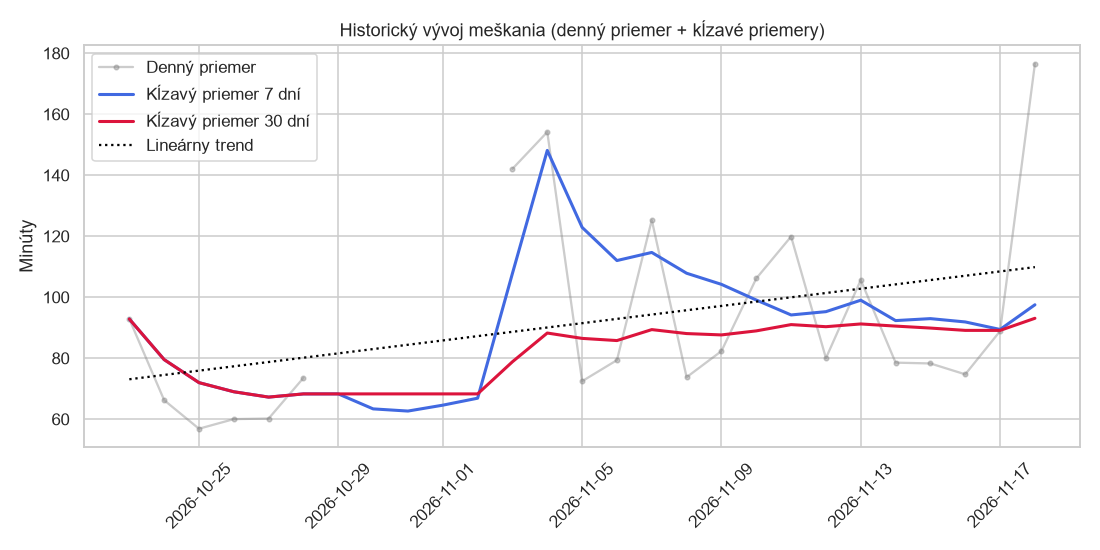 Historický vývoj meškania (denný priemer + kĺzavé priemery)
Denný priemer
Kĺzavý priemer 7 dní
Kĺzavý priemer 30 dní
Lineárny trend
Minúty
180
160
140
120
100
80
60
2026-10-25
2026-10-29
2026-11-01
2026-11-05
2026-11-09
2026-11-13
2026-11-17